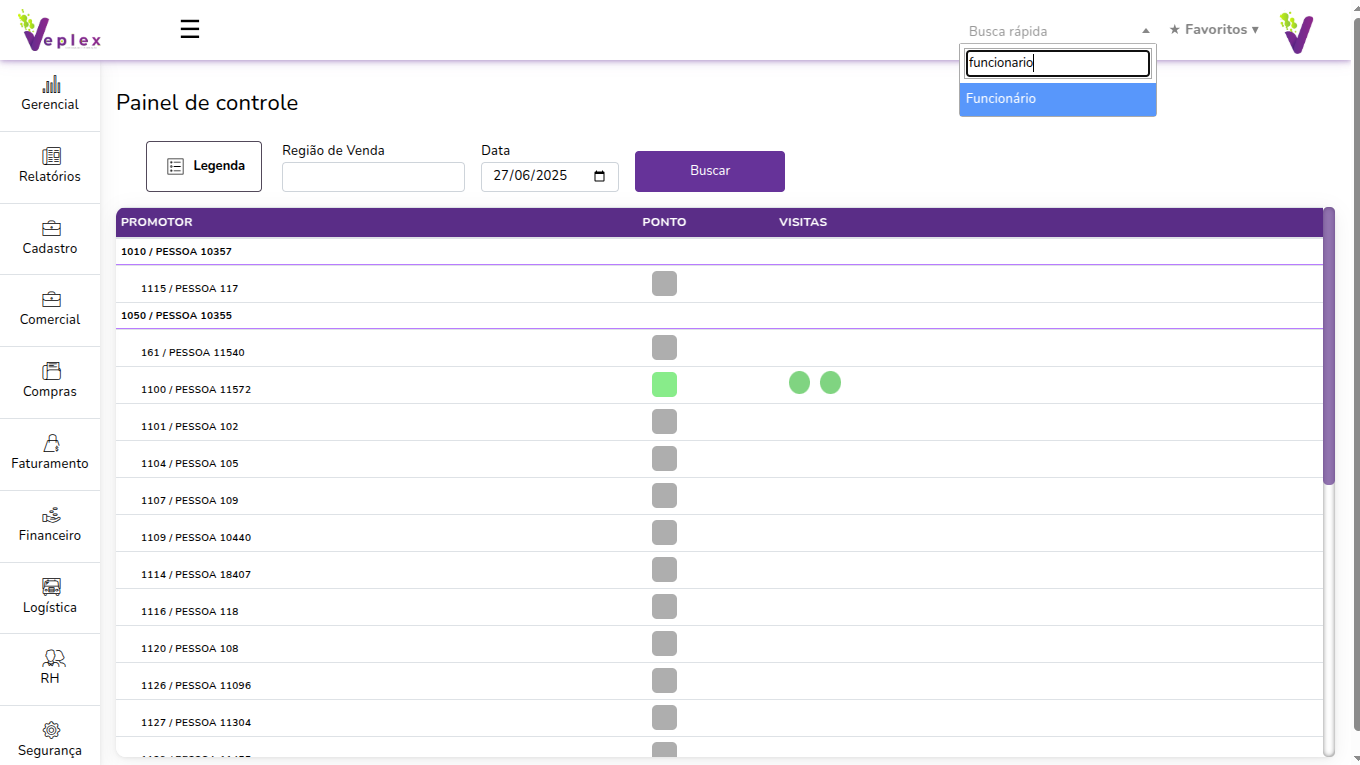 Veplex
☰
Busca rápida
★ Favoritos ▾
funcionario
Funcionário
Gerencial
Relatórios
Cadastro
Comercial
Compras
Faturamento
Financeiro
Logística
RH
Segurança
Painel de controle
Legenda
Região de Venda
Data
27/06/2025
Buscar
PROMOTOR PONTO VISITAS
1010 / PESSOA 10357
1115 / PESSOA 117
1050 / PESSOA 10355
161 / PESSOA 11540
1100 / PESSOA 11572
1101 / PESSOA 102
1104 / PESSOA 105
1107 / PESSOA 109
1109 / PESSOA 10440
1114 / PESSOA 18407
1116 / PESSOA 118
1120 / PESSOA 108
1126 / PESSOA 11096
1127 / PESSOA 11304